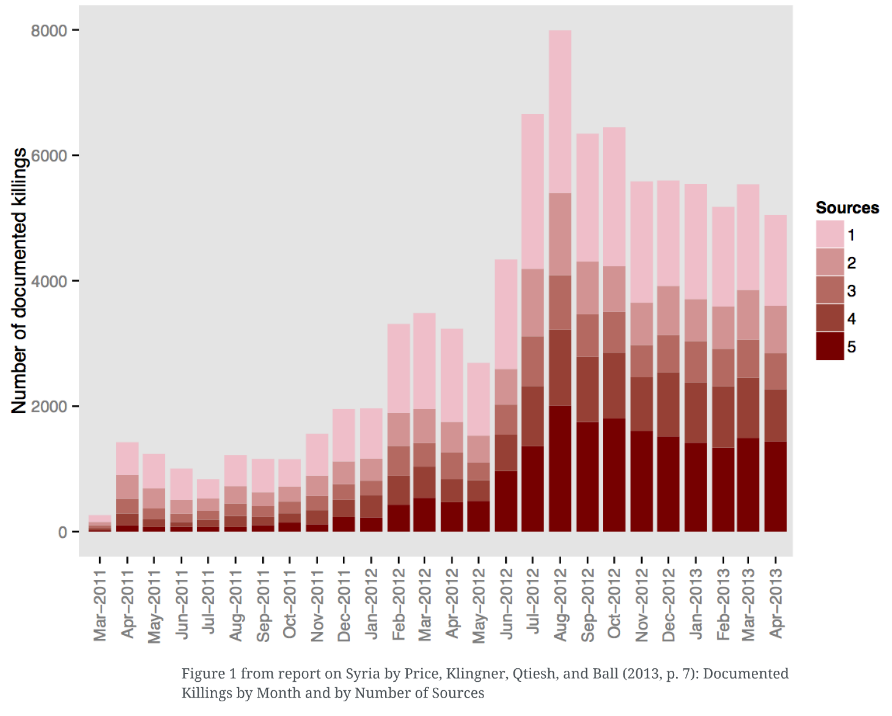 8000
6000
4000
2000
0
Number of documented killings
Mar–2011
Apr–2011
May–2011
Jun–2011
Jul–2011
Aug–2011
Sep–2011
Oct–2011
Nov–2011
Dec–2011
Jan–2012
Feb–2012
Mar–2012
Apr–2012
May–2012
Jun–2012
Jul–2012
Aug–2012
Sep–2012
Oct–2012
Nov–2012
Dec–2012
Jan–2013
Feb–2013
Mar–2013
Apr–2013
Sources
1
2
3
4
5
Figure 1 from report on Syria by Price, Klingner, Qtiesh, and Ball (2013, p. 7): Documented
Killings by Month and by Number of Sources